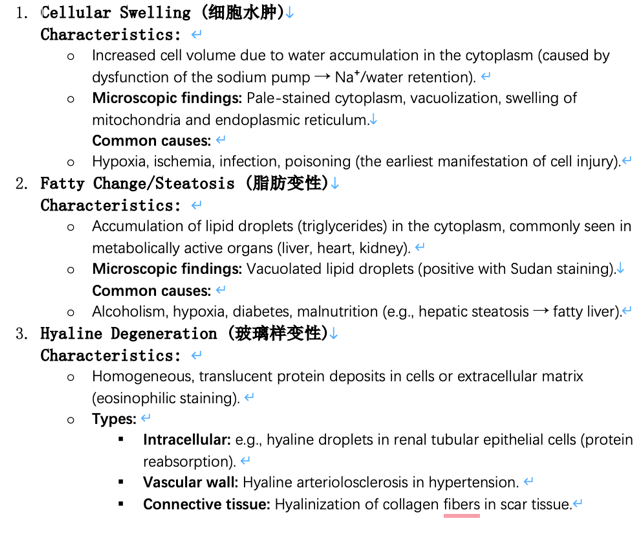 1. Cellular Swelling (细胞水肿)↓
Characteristics: ↵
○ Increased cell volume due to water accumulation in the cytoplasm (caused by
dysfunction of the sodium pump → Na⁺/water retention). ↵
○ Microscopic findings: Pale-stained cytoplasm, vacuolization, swelling of
mitochondria and endoplasmic reticulum.↓
Common causes: ↵
○ Hypoxia, ischemia, infection, poisoning (the earliest manifestation of cell injury).↵
2. Fatty Change/Steatosis (脂肪变性)↓
Characteristics: ↵
○ Accumulation of lipid droplets (triglycerides) in the cytoplasm, commonly seen in
metabolically active organs (liver, heart, kidney). ↵
○ Microscopic findings: Vacuolated lipid droplets (positive with Sudan staining).↓
Common causes: ↵
○ Alcoholism, hypoxia, diabetes, malnutrition (e.g., hepatic steatosis → fatty liver).↵
3. Hyaline Degeneration (玻璃样变性)↓
Characteristics: ↵
○ Homogeneous, translucent protein deposits in cells or extracellular matrix
(eosinophilic staining). ↵
○ Types: ↵
▪ Intracellular: e.g., hyaline droplets in renal tubular epithelial cells (protein
reabsorption). ↵
▪ Vascular wall: Hyaline arteriolosclerosis in hypertension. ↵
▪ Connective tissue: Hyalinization of collagen fibers in scar tissue.↵